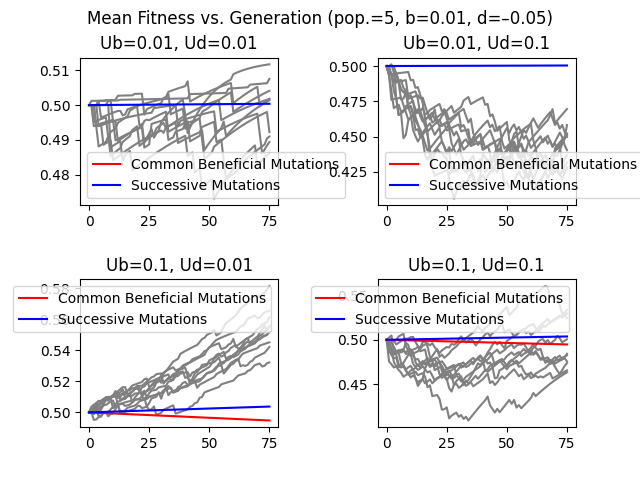 Mean Fitness vs. Generation (pop.=5, b=0.01, d=–0.05)
Ub=0.01, Ud=0.01
0.51
0.50
0.49
0.48
0 25 50 75
Common Beneficial Mutations
Successive Mutations
Ub=0.01, Ud=0.1
0.500
0.475
0.450
0.425
0 25 50 75
Common Beneficial Mutations
Successive Mutations
Ub=0.1, Ud=0.01
0.58
0.54
0.52
0.50
0 25 50 75
Common Beneficial Mutations
Successive Mutations
Ub=0.1, Ud=0.1
0.55
0.50
0.45
0 25 50 75
Common Beneficial Mutations
Successive Mutations